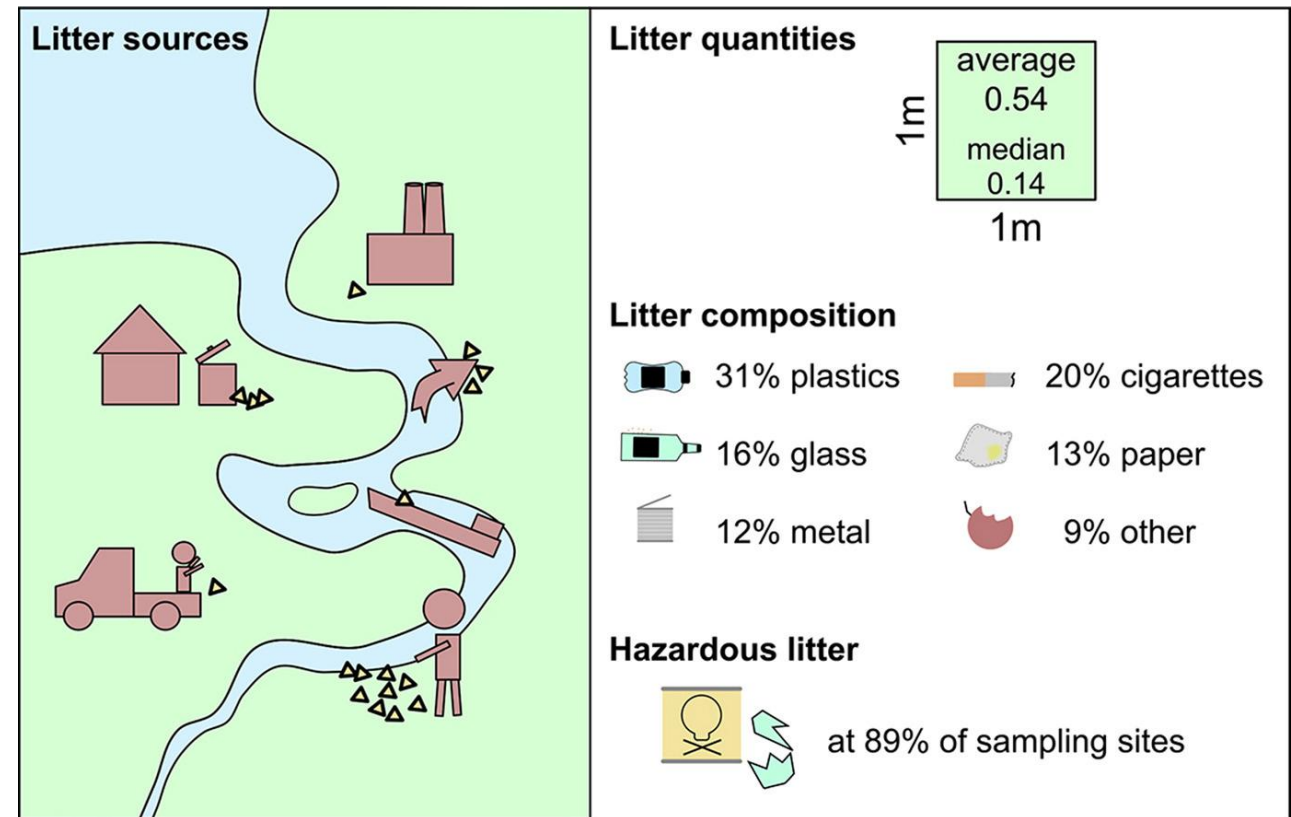 Litter sources
Litter quantities
average
0.54
median
0.14
1m
1m
Litter composition
31% plastics
20% cigarettes
16% glass
13% paper
12% metal
9% other
Hazardous litter
at 89% of sampling sites